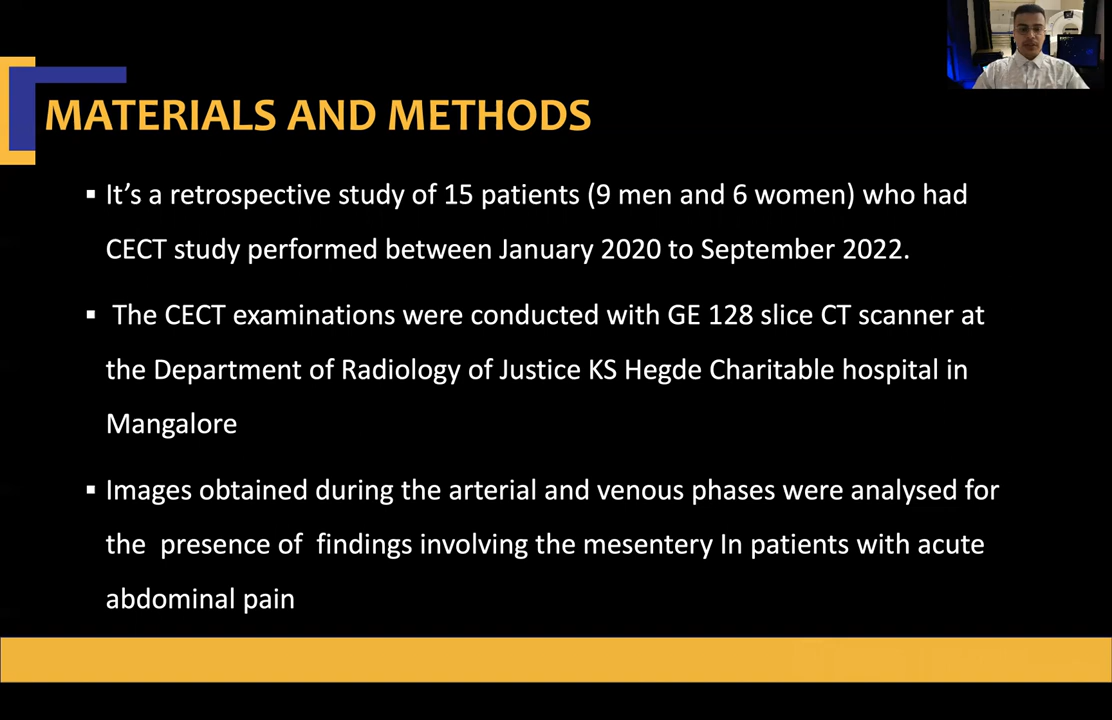 MATERIALS AND METHODS
▪ It’s a retrospective study of 15 patients (9 men and 6 women) who had
CECT study performed between January 2020 to September 2022.
▪ The CECT examinations were conducted with GE 128 slice CT scanner at
the Department of Radiology of Justice KS Hegde Charitable hospital in
Mangalore
▪ Images obtained during the arterial and venous phases were analysed for
the presence of findings involving the mesentery In patients with acute
abdominal pain